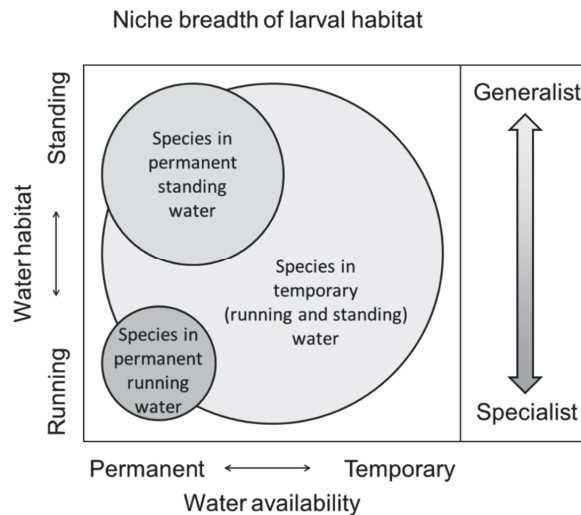 Niche breadth of larval habitat
Standing
Water habitat
Running
Species in
permanent
standing
water
Species in
temporary
(running and standing)
water
Species in
permanent
running
water
Generalist
Specialist
Permanent
Temporary
Water availability